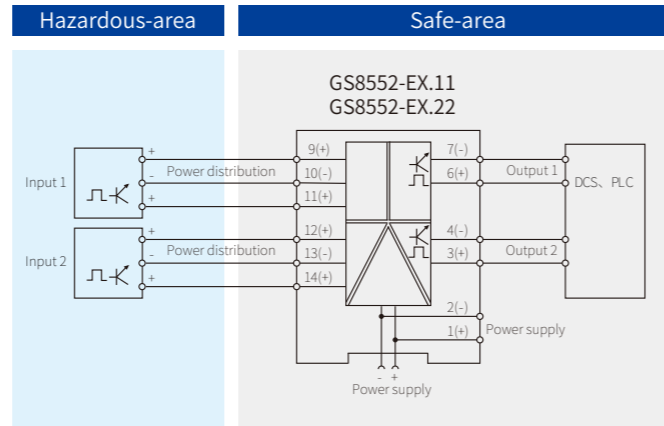 Hazardous-area
Safe-area
GS8552-EX.11
GS8552-EX.22
Input 1
+
Power distribution
-
+
9(+)
10(-)
11(+)
7(-)
6(+)
Output 1
DCS、PLC
Input 2
+
Power distribution
-
+
12(+)
13(-)
14(+)
4(-)
3(+)
Output 2
2(-)
1(+)
Power supply
- +
Power supply